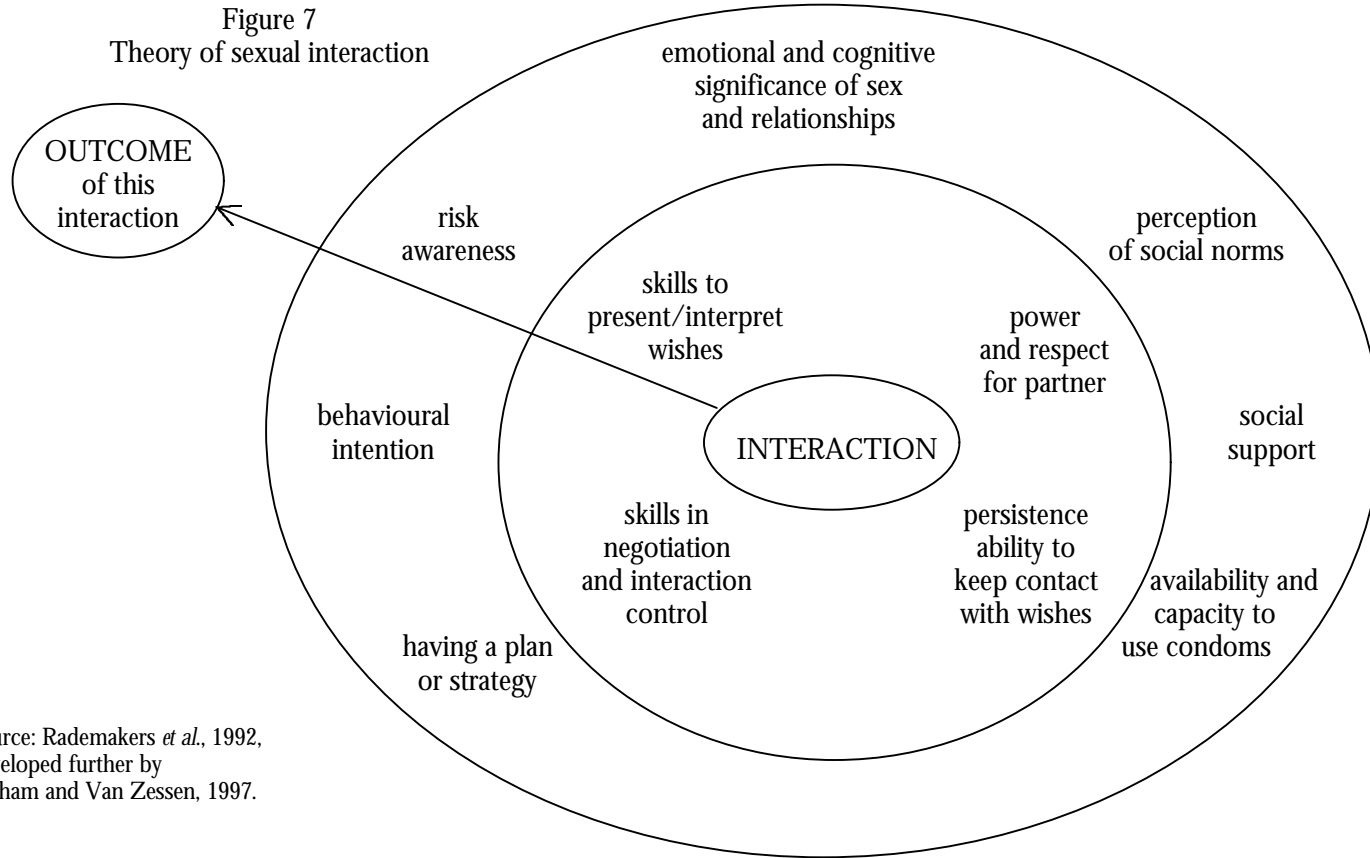 Figure 7
Theory of sexual interaction
emotional and cognitive
significance of sex
and relationships
OUTCOME
of this
interaction
risk
awareness
perception
of social norms
skills to
present/interpret
wishes
power
and respect
for partner
behavioural
intention
INTERACTION
social
support
skills in
negotiation
and interaction
control
persistence
ability to
keep contact
with wishes
availability and
capacity to
use condoms
having a plan
or strategy
urce: Rademakers et al., 1992,
veloped further by
ham and Van Zessen, 1997.